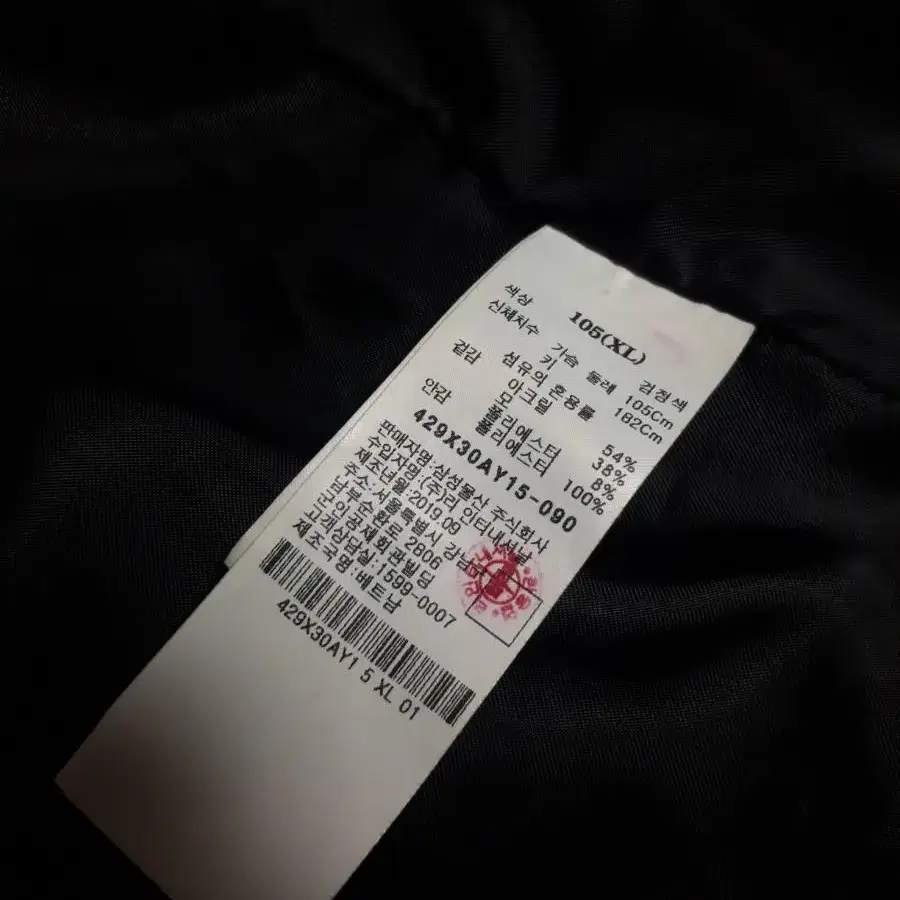 105(XL)
색상 검정색
신체치수 가슴 둘레 105Cm
키 182Cm
섬유의 혼용률
겉감 아크릴 54%
모 38%
폴리에스터 8%
안감 폴리에스터 100%
429X30AY15-090
판매자명:삼성물산 주식회사
수입자명:(주)리 인터내셔날
제조년월:2019.09
주소:서울특별시 강남구
남부순환로 2806
군인공제회관빌딩
고객상담실:1599-0007
제조국명:베트남
429X30AY1 5 XL 01